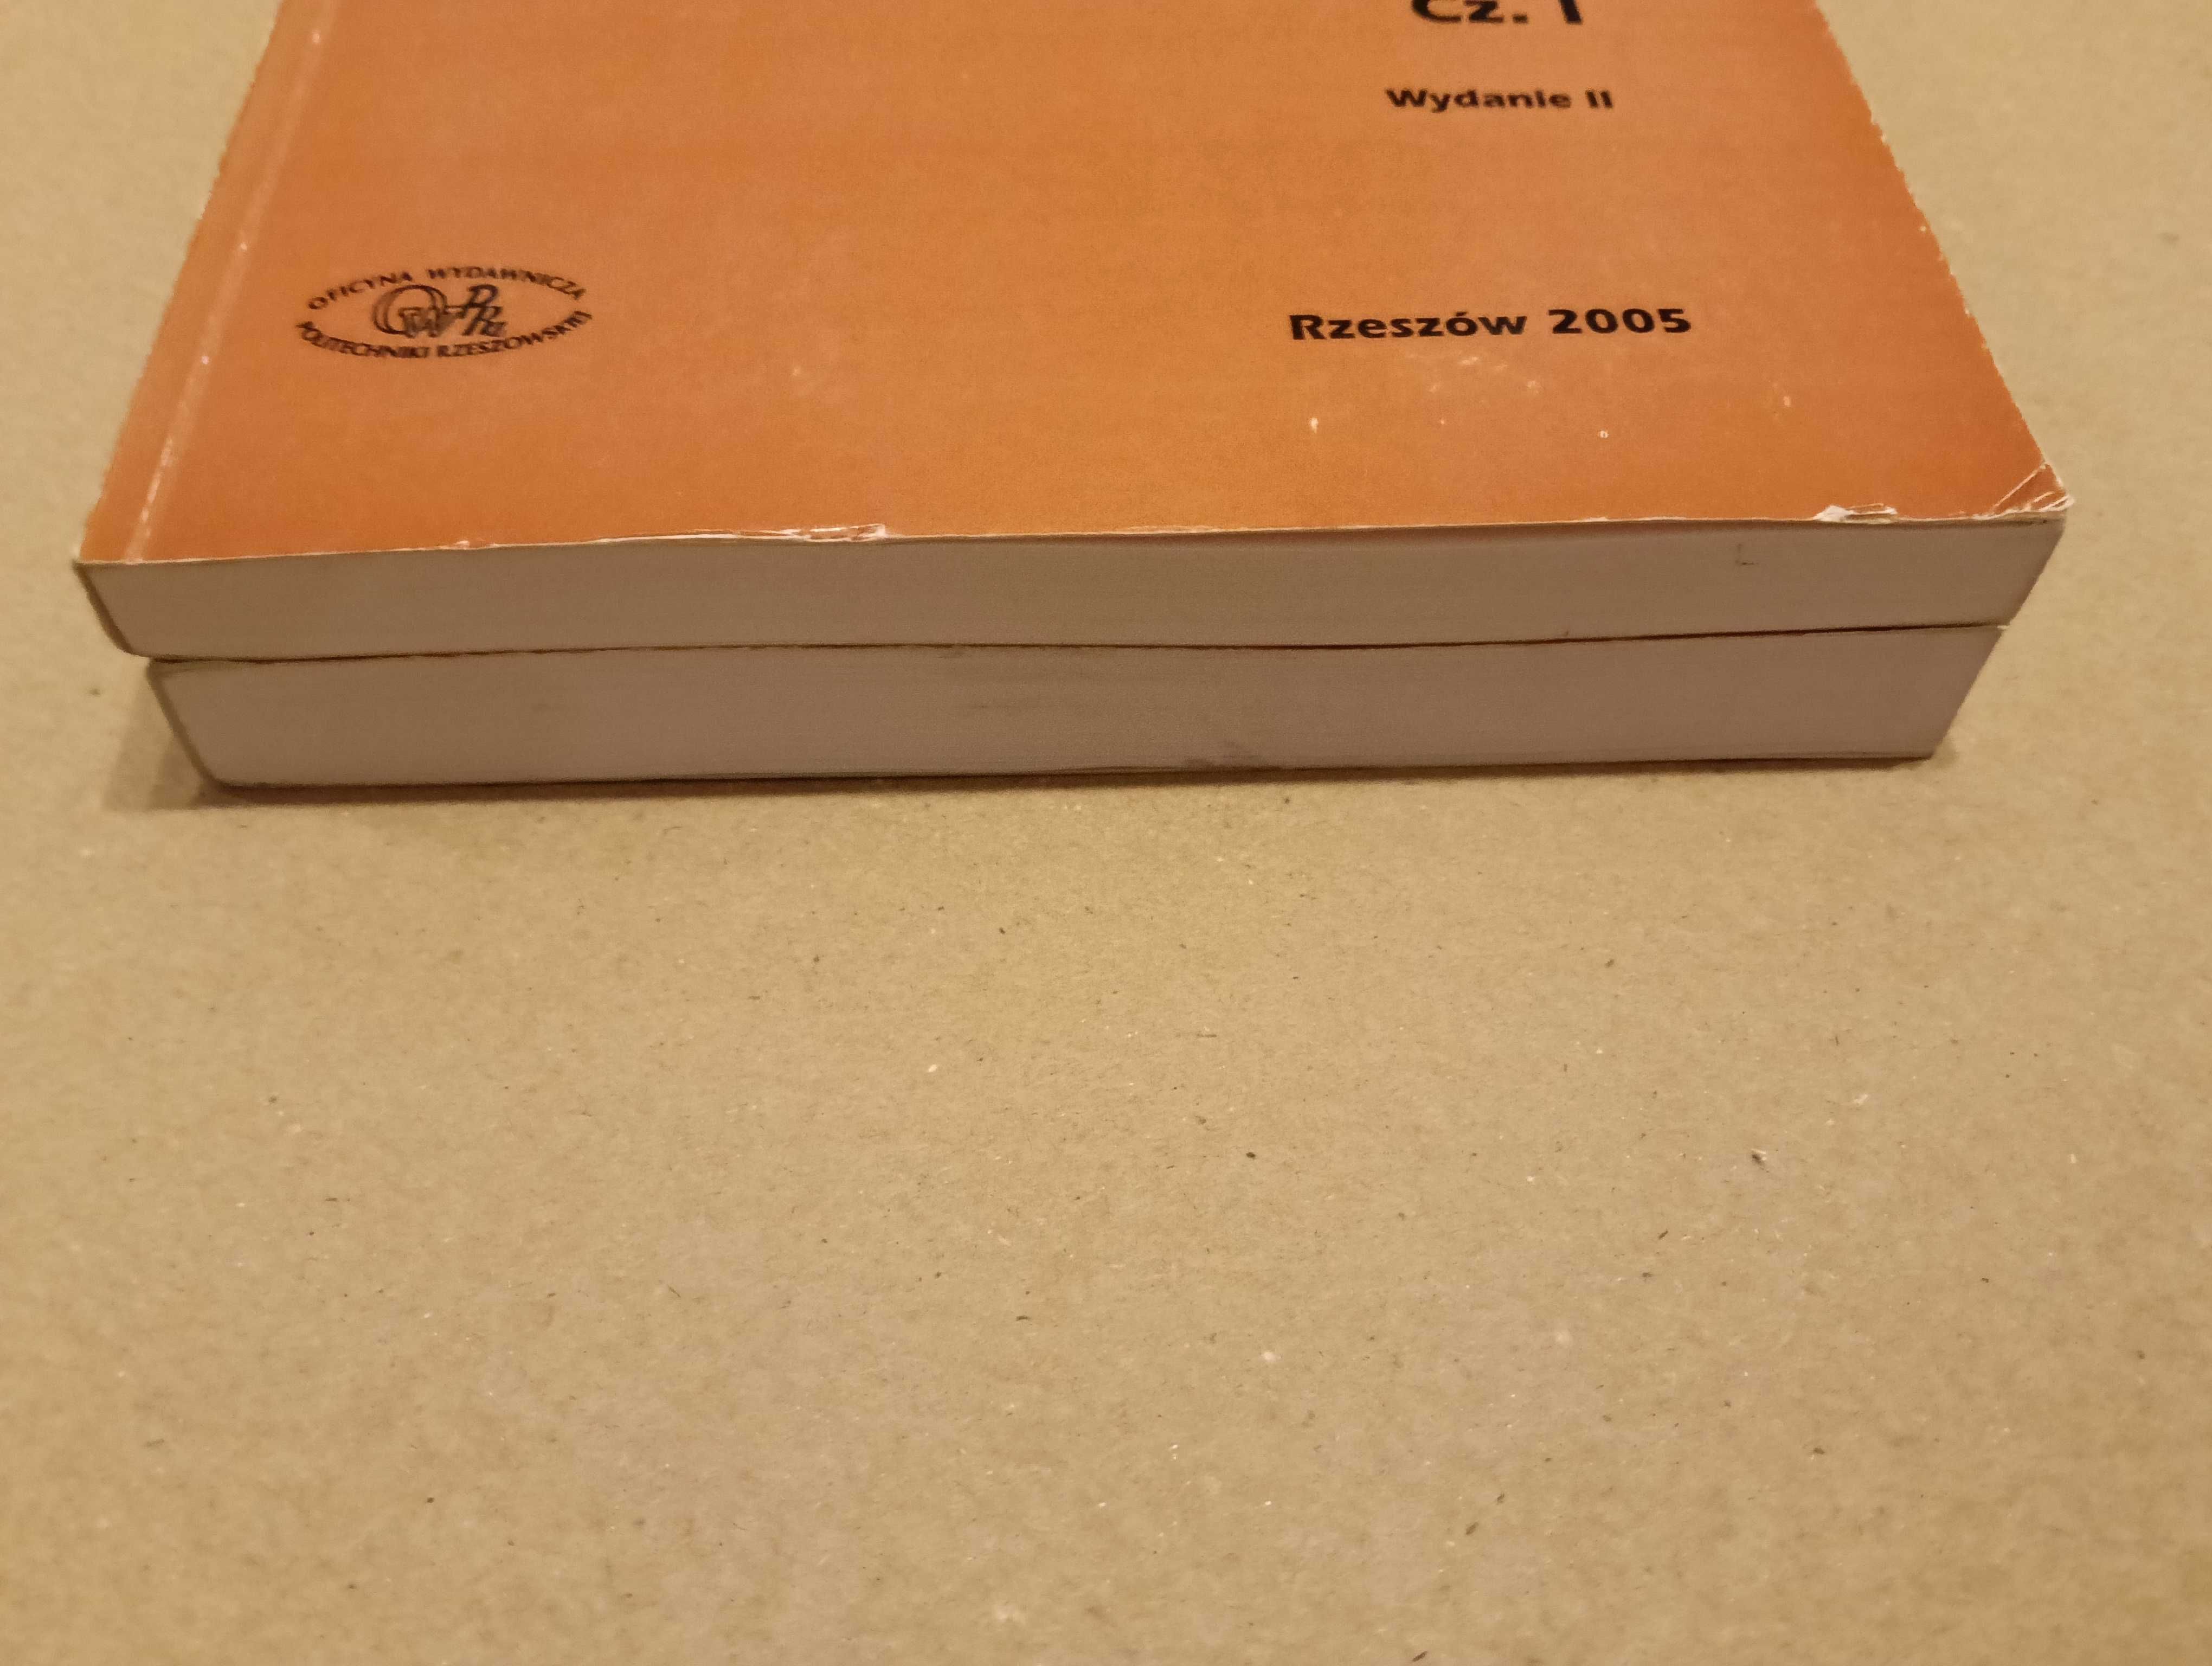 Cz. I
Wydanie II
OFICYNA WYDAWNICZA
POLITECHNIKI RZESZOWSKIEJ
Rzeszów 2005